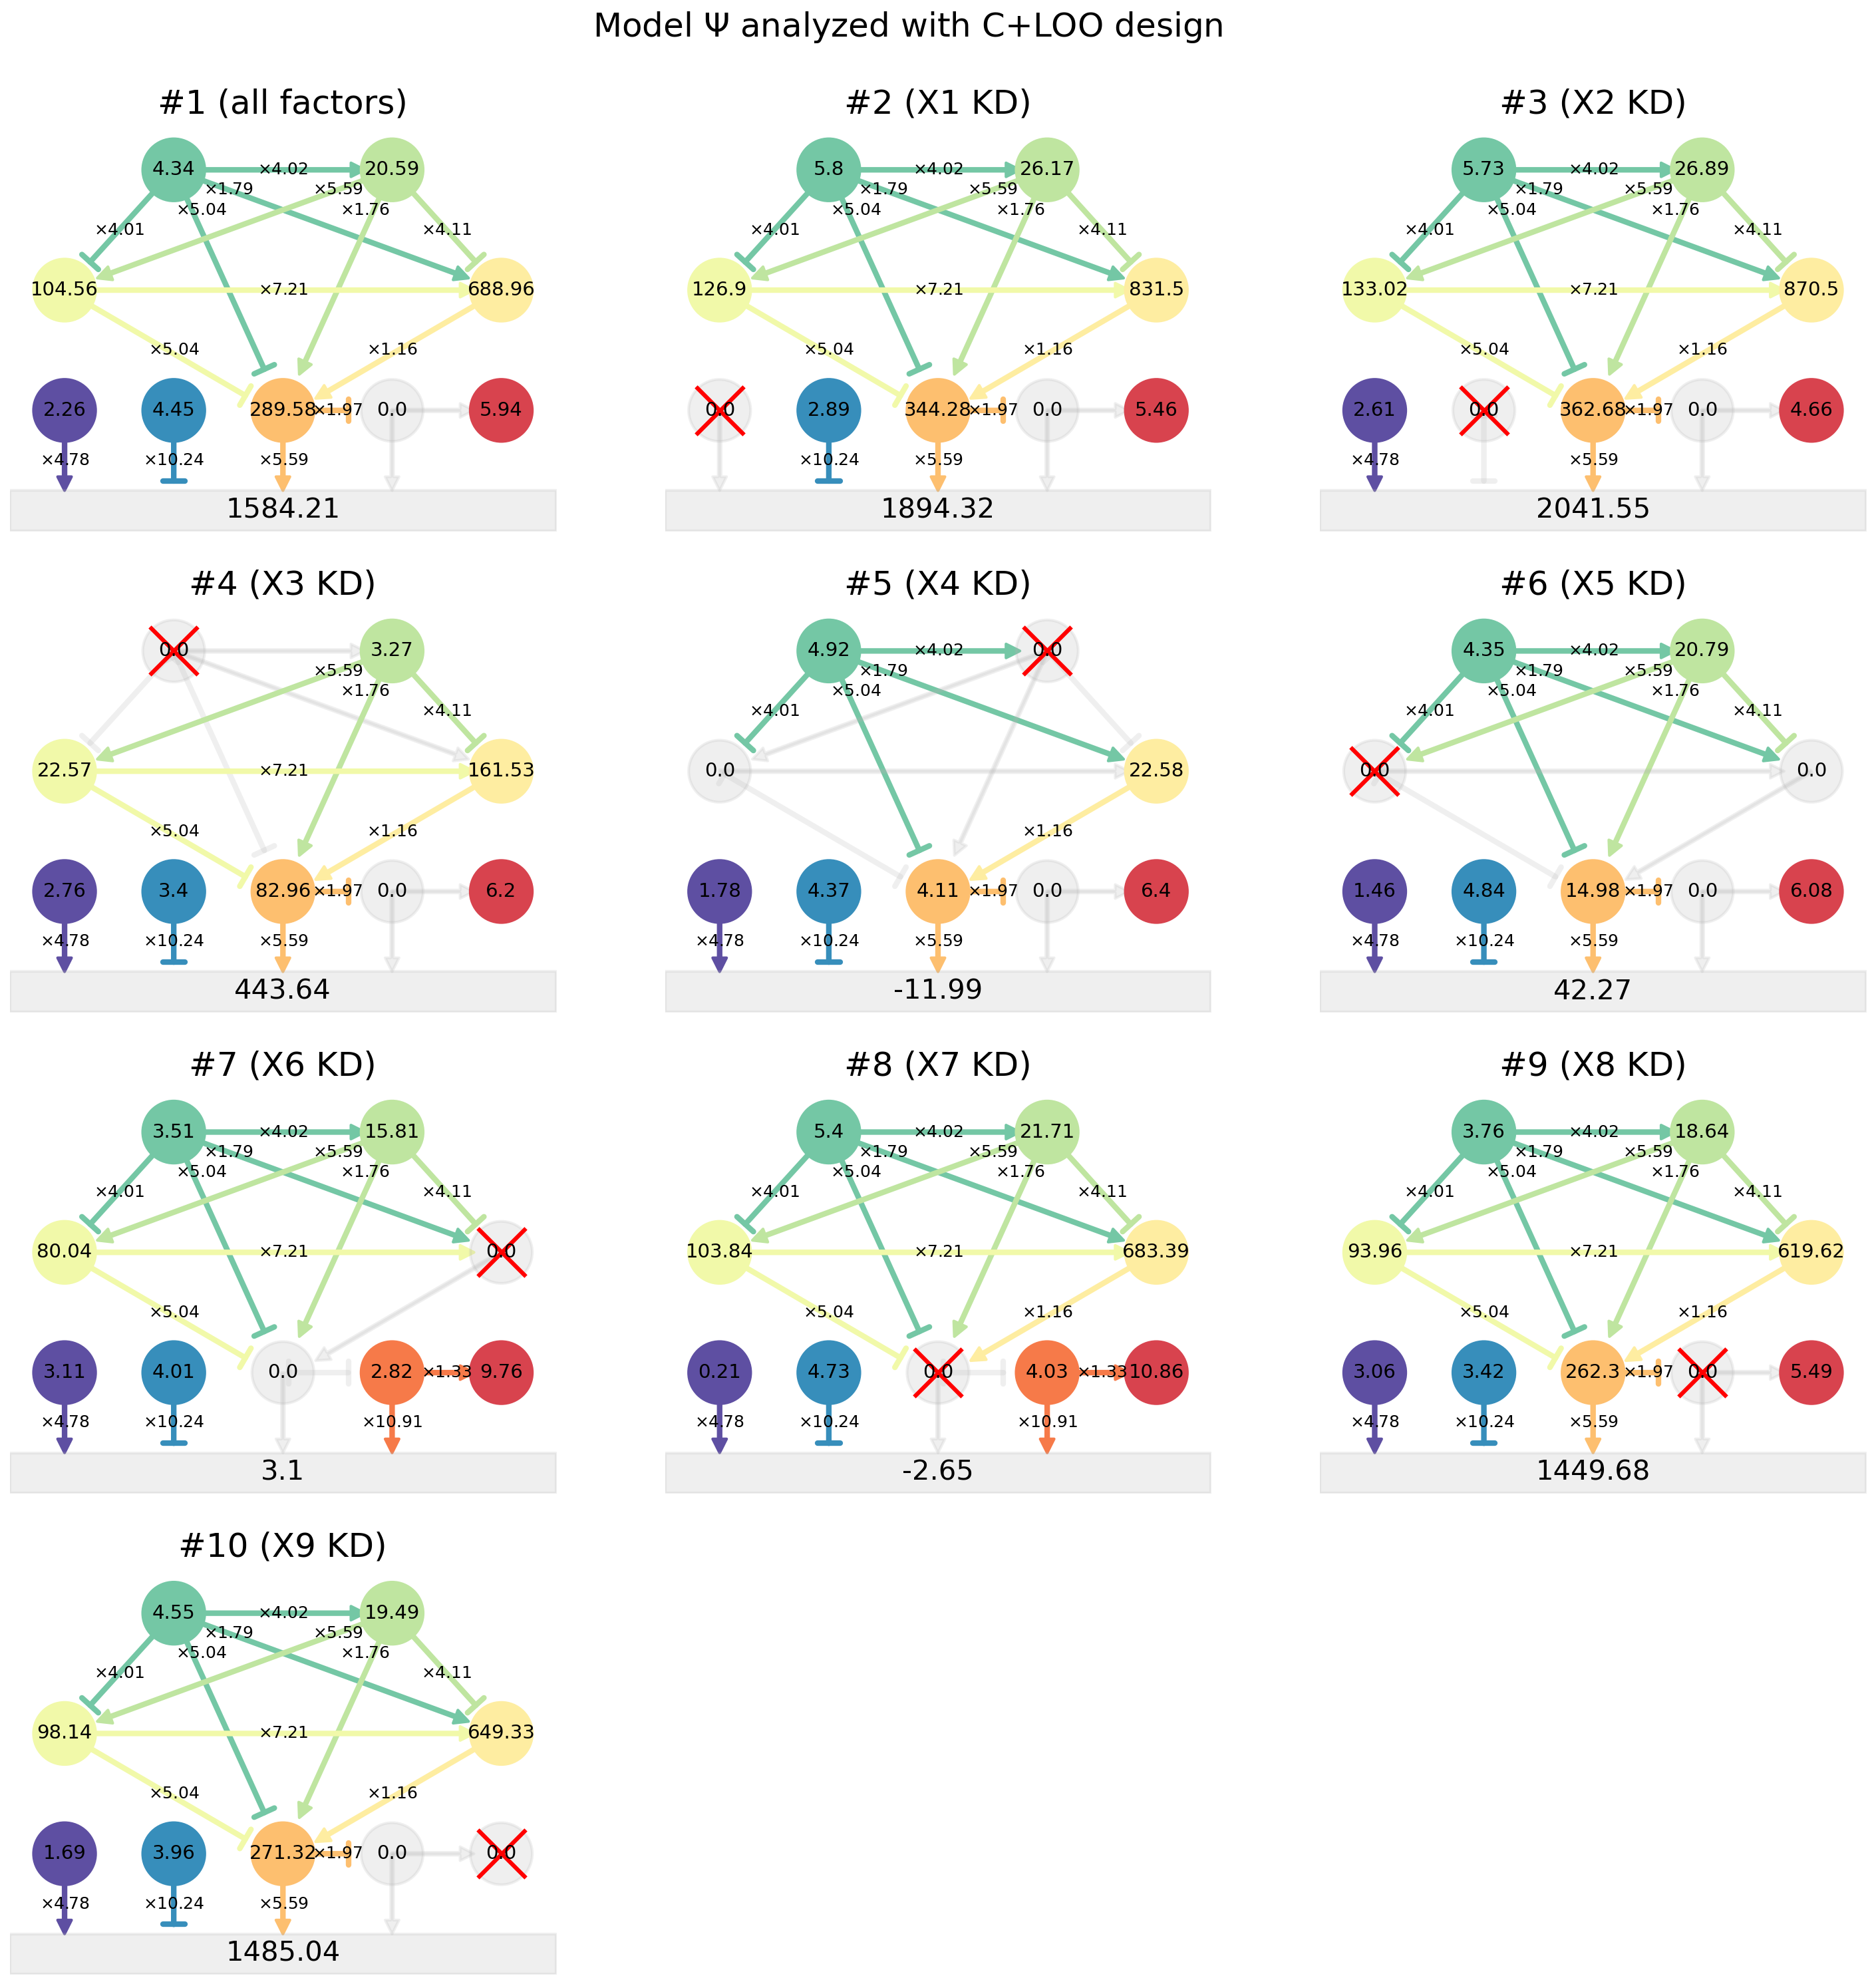 Model Ψ analyzed with C+LOO design
#1 (all factors)
4.34 ×4.02 20.59
×1.79 ×5.59
×5.04 ×1.76
×4.01 ×4.11
104.56 ×7.21 688.96
×5.04 ×1.16
2.26 4.45 289.58 ×1.97 0.0 5.94
×4.78 ×10.24 ×5.59
1584.21
#2 (X1 KD)
5.8 ×4.02 26.17
×1.79 ×5.59
×5.04 ×1.76
×4.01 ×4.11
126.9 ×7.21 831.5
×5.04 ×1.16
0.0 2.89 344.28 ×1.97 0.0 5.46
×10.24 ×5.59
1894.32
#3 (X2 KD)
5.73 ×4.02 26.89
×1.79 ×5.59
×5.04 ×1.76
×4.01 ×4.11
133.02 ×7.21 870.5
×5.04 ×1.16
2.61 0.0 362.68 ×1.97 0.0 4.66
×4.78 ×5.59
2041.55
#4 (X3 KD)
0.0 3.27
×5.59
×1.76
×4.11
22.57 ×7.21 161.53
×5.04 ×1.16
2.76 3.4 82.96 ×1.97 0.0 6.2
×4.78 ×10.24 ×5.59
443.64
#5 (X4 KD)
4.92 ×4.02 0.0
×1.79
×5.04
×4.01
0.0 22.58
×1.16
1.78 4.37 4.11 ×1.97 0.0 6.4
×4.78 ×10.24 ×5.59
-11.99
#6 (X5 KD)
4.35 ×4.02 20.79
×1.79 ×5.59
×5.04 ×1.76
×4.01 ×4.11
0.0 0.0
1.46 4.84 14.98 ×1.97 0.0 6.08
×4.78 ×10.24 ×5.59
42.27
#7 (X6 KD)
3.51 ×4.02 15.81
×1.79 ×5.59
×5.04 ×1.76
×4.01 ×4.11
80.04 ×7.21 0.0
×5.04
3.11 4.01 0.0 2.82 ×1.33 9.76
×4.78 ×10.24 ×10.91
3.1
#8 (X7 KD)
5.4 ×4.02 21.71
×1.79 ×5.59
×5.04 ×1.76
×4.01 ×4.11
103.84 ×7.21 683.39
×5.04 ×1.16
0.21 4.73 0.0 4.03 ×1.33 10.86
×4.78 ×10.24 ×10.91
-2.65
#9 (X8 KD)
3.76 ×4.02 18.64
×1.79 ×5.59
×5.04 ×1.76
×4.01 ×4.11
93.96 ×7.21 619.62
×5.04 ×1.16
3.06 3.42 262.3 ×1.97 0.0 5.49
×4.78 ×10.24 ×5.59
1449.68
#10 (X9 KD)
4.55 ×4.02 19.49
×1.79 ×5.59
×5.04 ×1.76
×4.01 ×4.11
98.14 ×7.21 649.33
×5.04 ×1.16
1.69 3.96 271.32 ×1.97 0.0 0.0
×4.78 ×10.24 ×5.59
1485.04